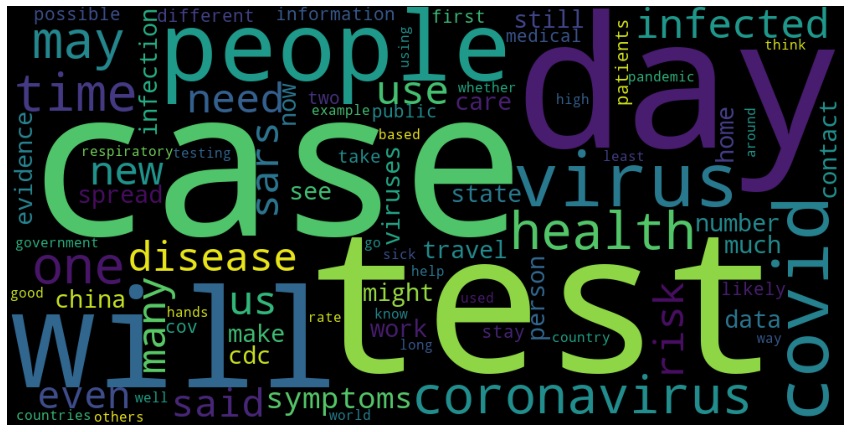 possible
different
information
first
still
infected
may
people
medical
day
think
time
infection
need
now
two
using
use
whether
patients
pandemic
high
example
public
care
evidence
case
sars
based
respiratory
testing
take
viruses
around
home
contact
new
see
state
virus
least
spread
health
number
government
disease
go
travel
much
one
sick
test
covid
good
china
many
us
help
might
used
person
risk
likely
will
hands
cov
rate
make
know
work
stay
country
data
cdc
long
way
even
well
said
symptoms
coronavirus
countries
others
world